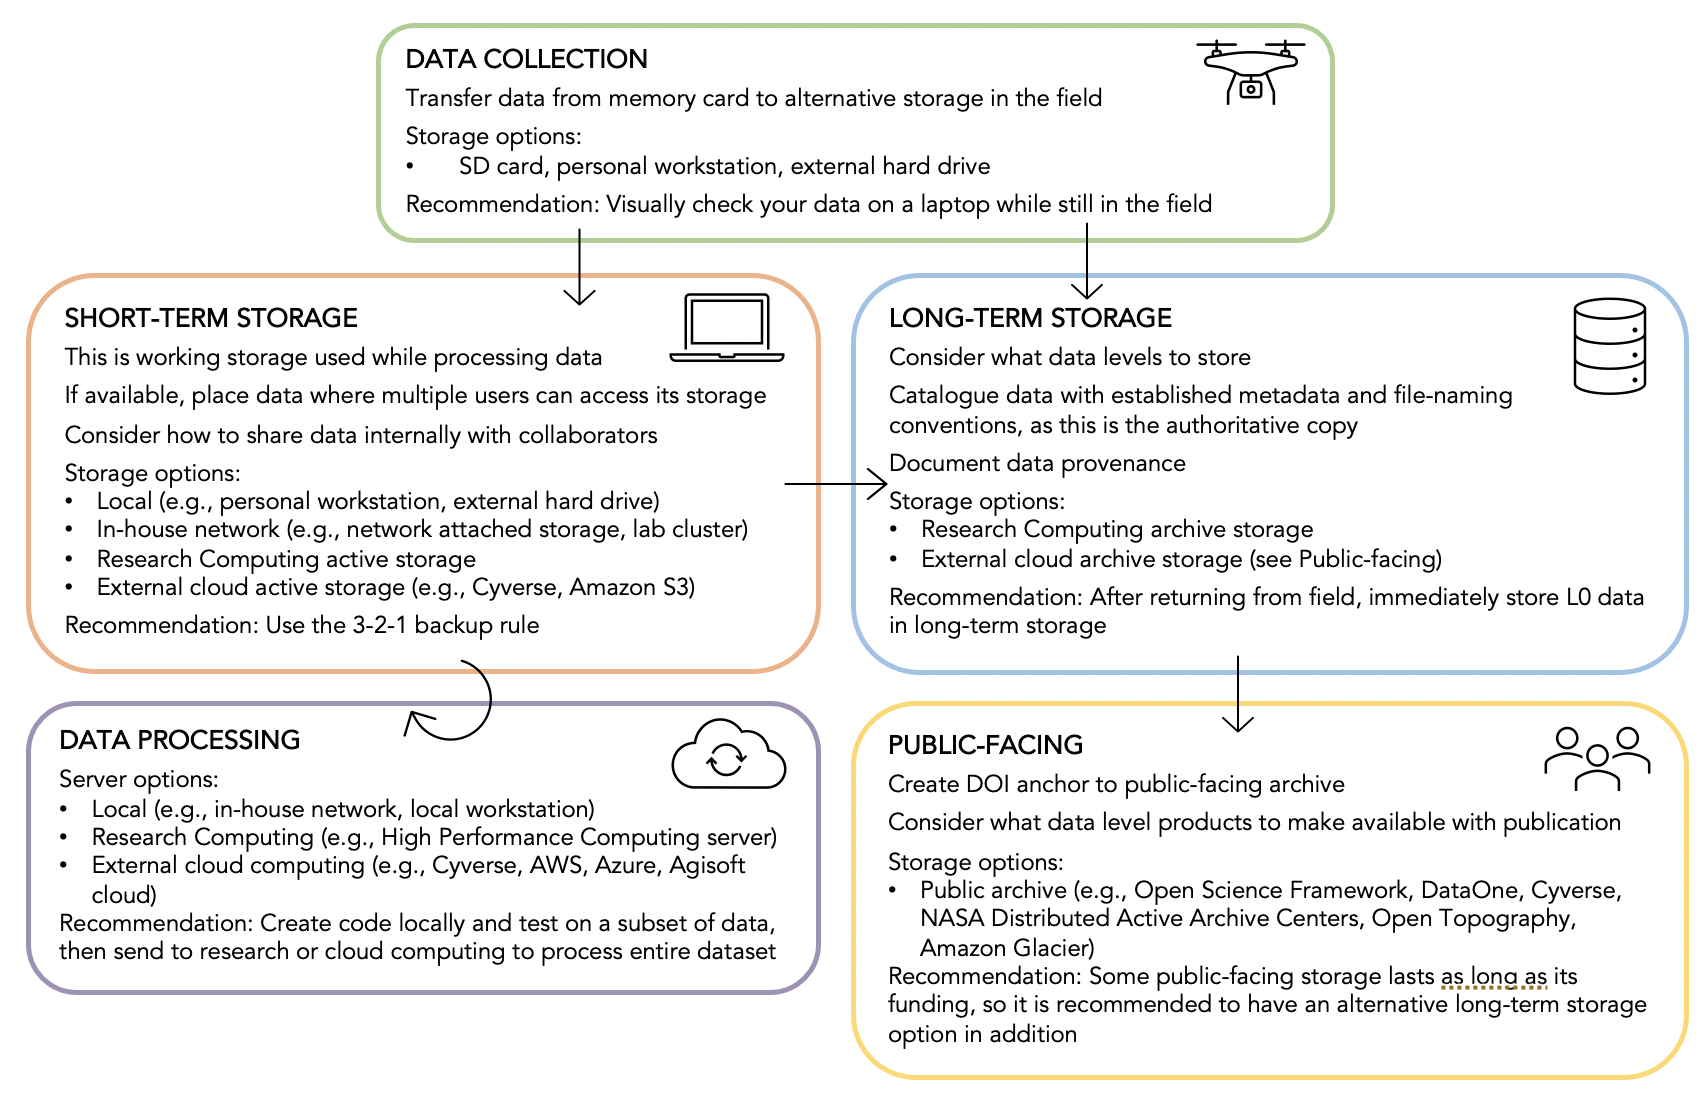 DATA COLLECTION
Transfer data from memory card to alternative storage in the field
Storage options:
• SD card, personal workstation, external hard drive
Recommendation: Visually check your data on a laptop while still in the field
SHORT-TERM STORAGE
This is working storage used while processing data
If available, place data where multiple users can access its storage
Consider how to share data internally with collaborators
Storage options:
• Local (e.g., personal workstation, external hard drive)
• In-house network (e.g., network attached storage, lab cluster)
• Research Computing active storage
• External cloud active storage (e.g., Cyverse, Amazon S3)
Recommendation: Use the 3-2-1 backup rule
LONG-TERM STORAGE
Consider what data levels to store
Catalogue data with established metadata and file-naming
conventions, as this is the authoritative copy
Document data provenance
Storage options:
• Research Computing archive storage
• External cloud archive storage (see Public-facing)
Recommendation: After returning from field, immediately store L0 data
in long-term storage
DATA PROCESSING
Server options:
• Local (e.g., in-house network, local workstation)
• Research Computing (e.g., High Performance Computing server)
• External cloud computing (e.g., Cyverse, AWS, Azure, Agisoft
cloud)
Recommendation: Create code locally and test on a subset of data,
then send to research or cloud computing to process entire dataset
PUBLIC-FACING
Create DOI anchor to public-facing archive
Consider what data level products to make available with publication
Storage options:
• Public archive (e.g., Open Science Framework, DataOne, Cyverse,
NASA Distributed Active Archive Centers, Open Topography,
Amazon Glacier)
Recommendation: Some public-facing storage lasts as long as its
funding, so it is recommended to have an alternative long-term storage
option in addition